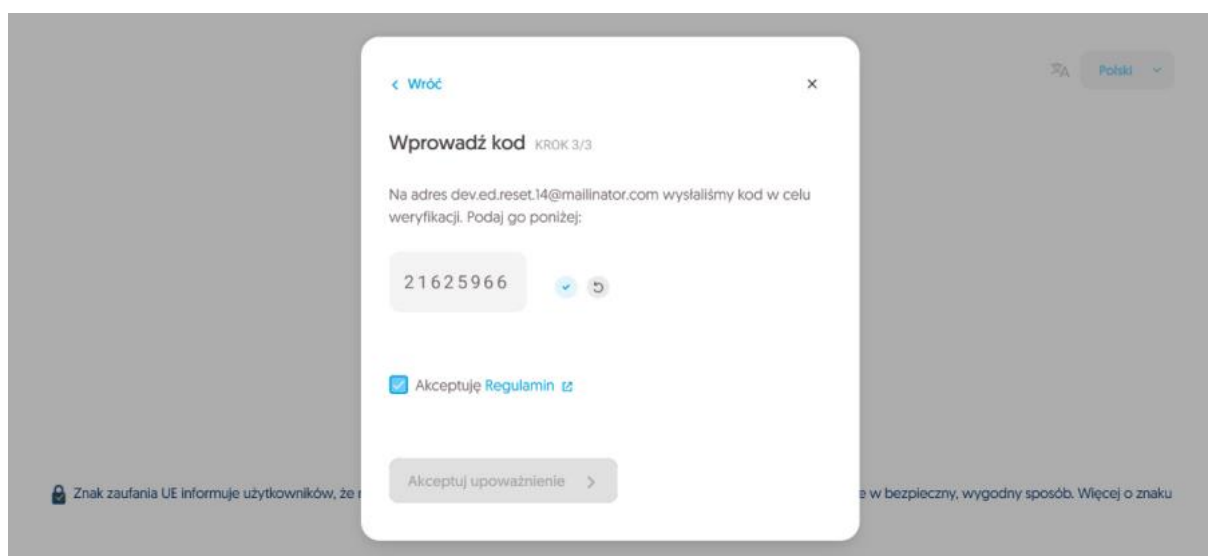 Wróć
Polski
Wprowadź kod KROK 3/3
Na adres dev.ed.reset.14@mailinator.com wysłaliśmy kod w celu
weryfikacji. Podaj go poniżej:
21625966
Akceptuję Regulamin
Akceptuj upoważnienie
Znak zaufania UE informuje użytkowników, że
w bezpieczny, wygodny sposób. Więcej o znaku